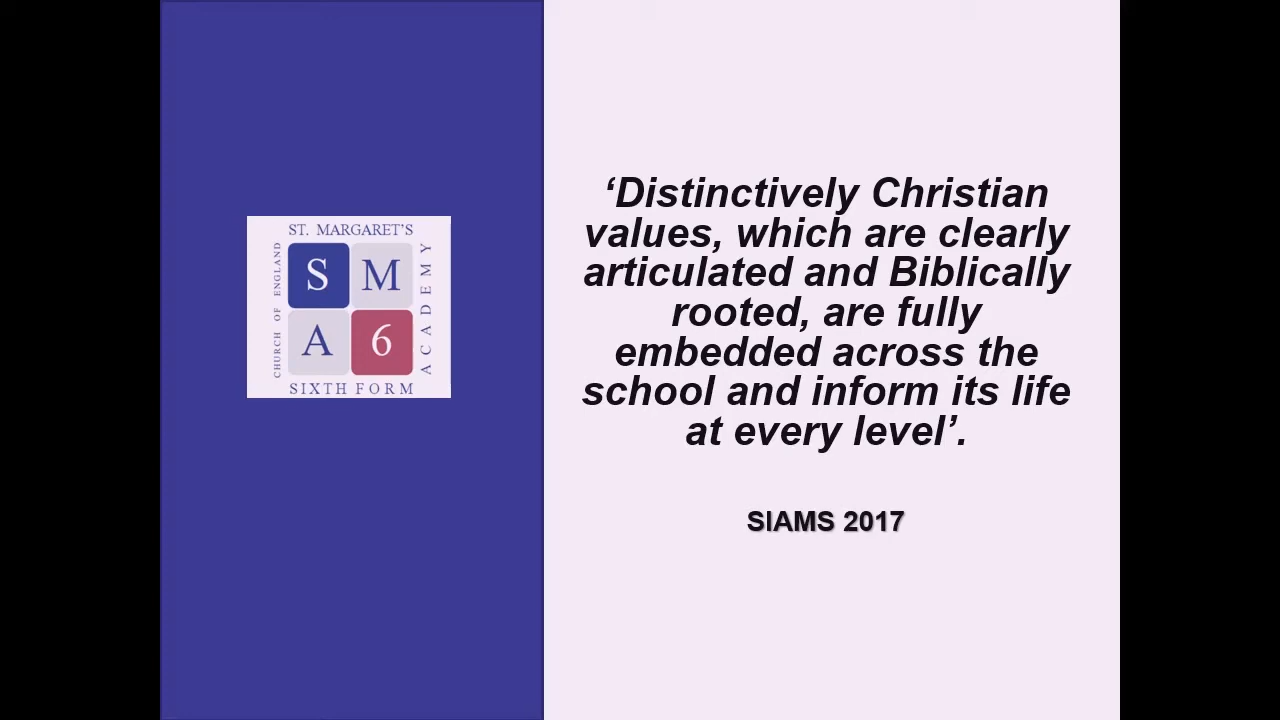 ST. MARGARET'S
CHURCH OF ENGLAND
S M
A 6
ACADEMY
SIXTH FORM
‘Distinctively Christian
values, which are clearly
articulated and Biblically
rooted, are fully
embedded across the
school and inform its life
at every level’.
SIAMS 2017